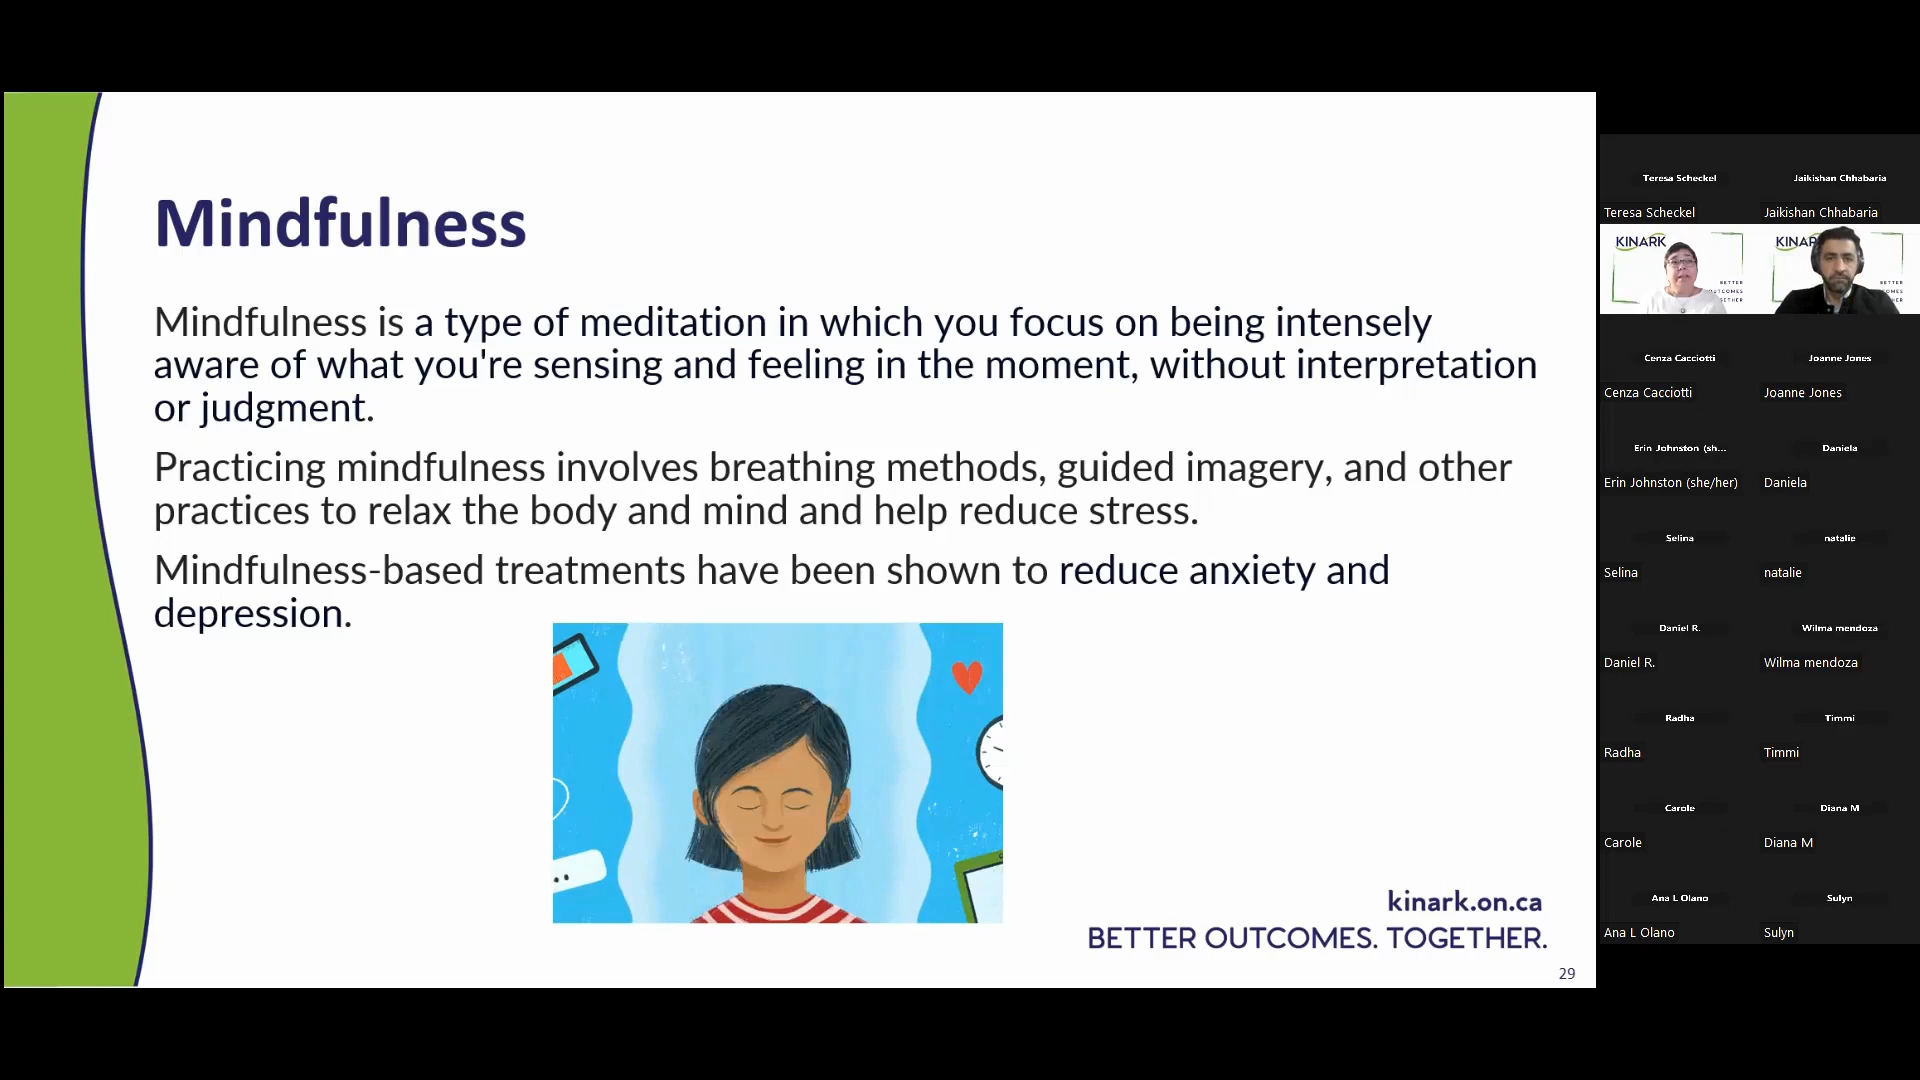 Mindfulness
Mindfulness is a type of meditation in which you focus on being intensely
aware of what you're sensing and feeling in the moment, without interpretation
or judgment.
Practicing mindfulness involves breathing methods, guided imagery, and other
practices to relax the body and mind and help reduce stress.
Mindfulness-based treatments have been shown to reduce anxiety and
depression.
kinark.on.ca
BETTER OUTCOMES. TOGETHER.
29
Teresa Scheckel
Teresa Scheckel
Jaikishan Chhabaria
Jaikishan Chhabaria
KINARK
BETTER
OUTCOMES
KINAR
BETTER
OUTCOMES
Cenza Cacciotti
Cenza Cacciotti
Joanne Jones
Joanne Jones
Erin Johnston (sh...
Erin Johnston (she/her)
Daniela
Daniela
Selina
Selina
natalie
natalie
Daniel R.
Daniel R.
Wilma mendoza
Wilma mendoza
Radha
Radha
Timmi
Timmi
Carole
Carole
Diana M
Diana M
Ana L Olano
Ana L Olano
Sulyn
Sulyn